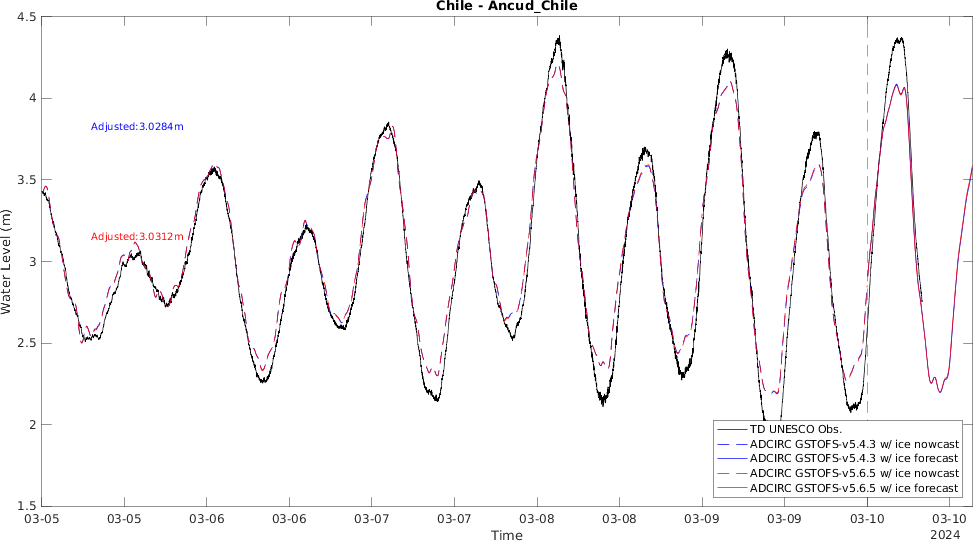 Chile - Ancud_Chile
4.5
4
3.5
3
2.5
2
1.5
Water Level (m)
Adjusted:3.0284m
Adjusted:3.0312m
TD UNESCO Obs.
ADCIRC GSTOFS-v5.4.3 w/ ice nowcast
ADCIRC GSTOFS-v5.4.3 w/ ice forecast
ADCIRC GSTOFS-v5.6.5 w/ ice nowcast
ADCIRC GSTOFS-v5.6.5 w/ ice forecast
03-05 03-05 03-06 03-06 03-07 03-07 03-08 03-08 03-09 03-09 03-10 03-10
2024
Time